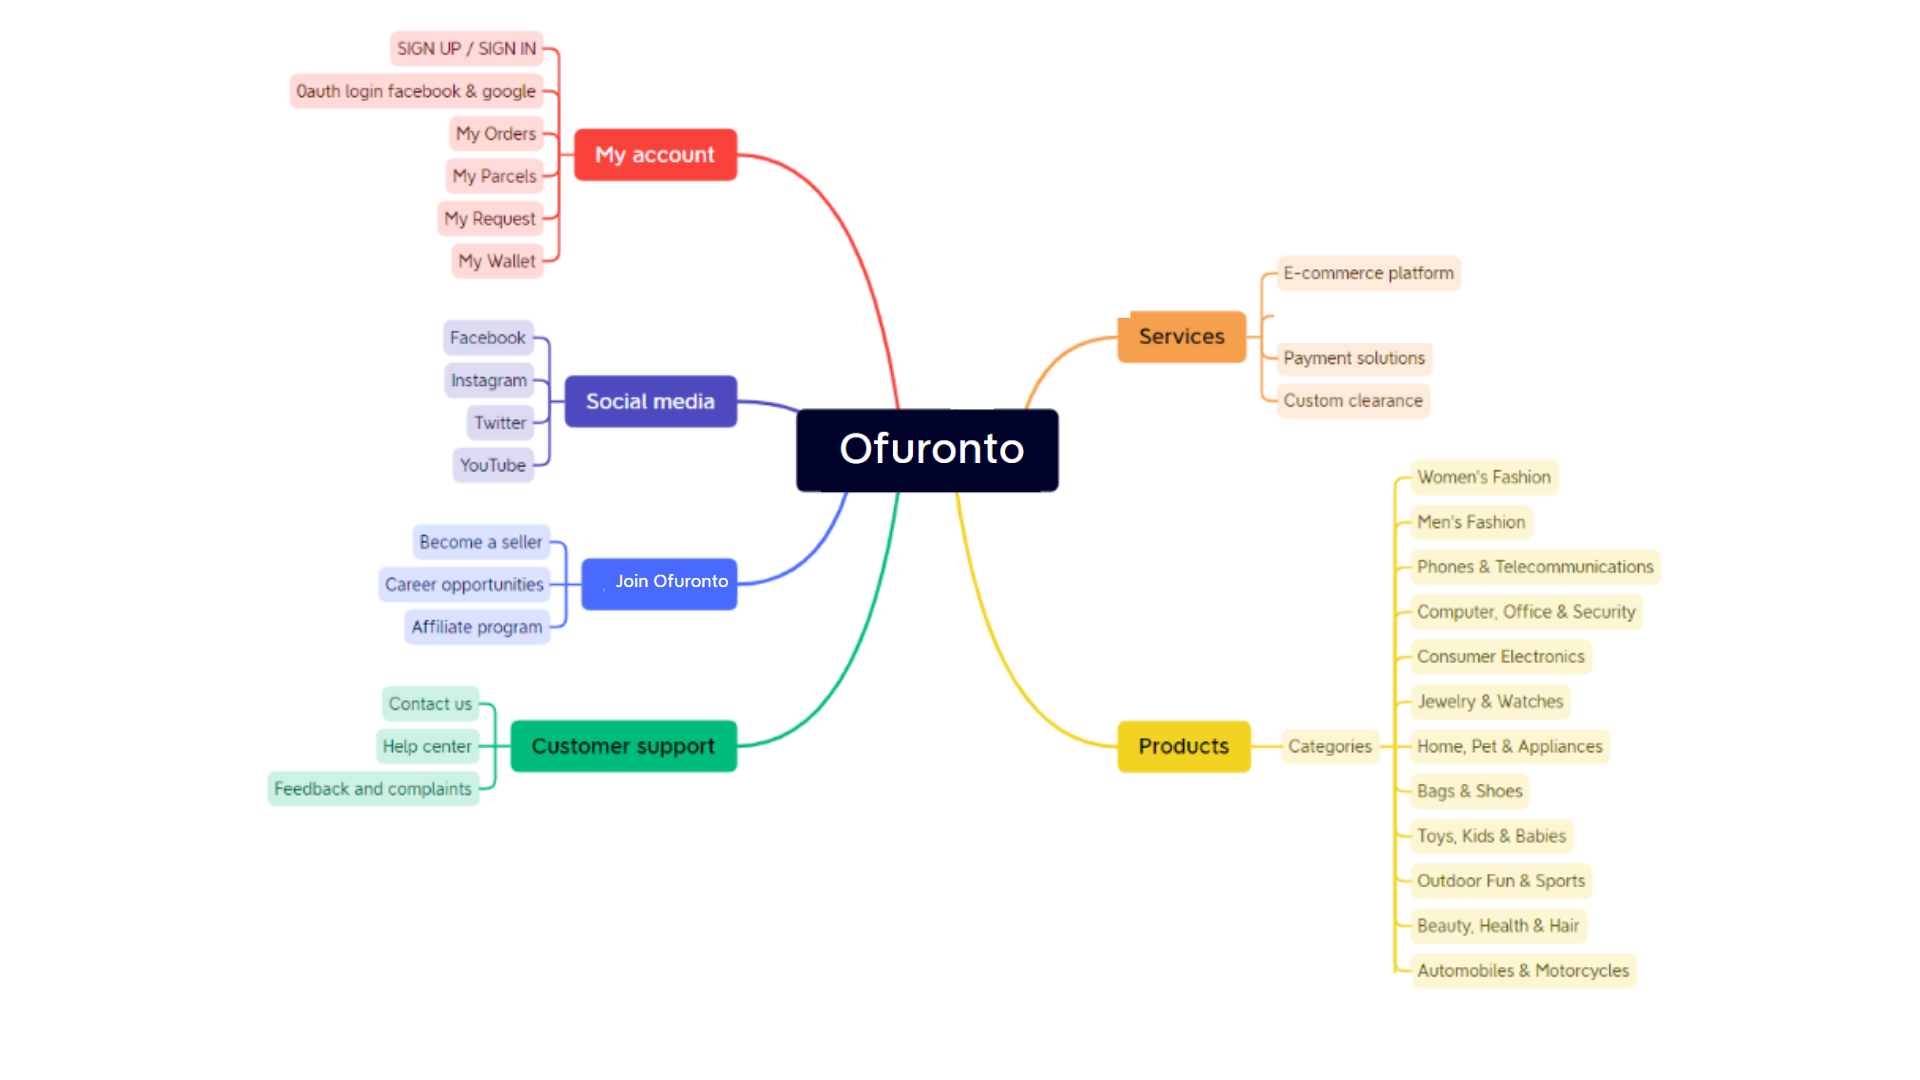 SIGN UP / SIGN IN
0auth login facebook & google
My Orders
My Parcels
My Request
My Wallet
My account
Facebook
Instagram
Twitter
YouTube
Social media
Become a seller
Career opportunities
Affiliate program
Join Ofuronto
Contact us
Help center
Feedback and complaints
Customer support
Ofuronto
Services
E-commerce platform
Payment solutions
Custom clearance
Products
Categories
Women's Fashion
Men's Fashion
Phones & Telecommunications
Computer, Office & Security
Consumer Electronics
Jewelry & Watches
Home, Pet & Appliances
Bags & Shoes
Toys, Kids & Babies
Outdoor Fun & Sports
Beauty, Health & Hair
Automobiles & Motorcycles